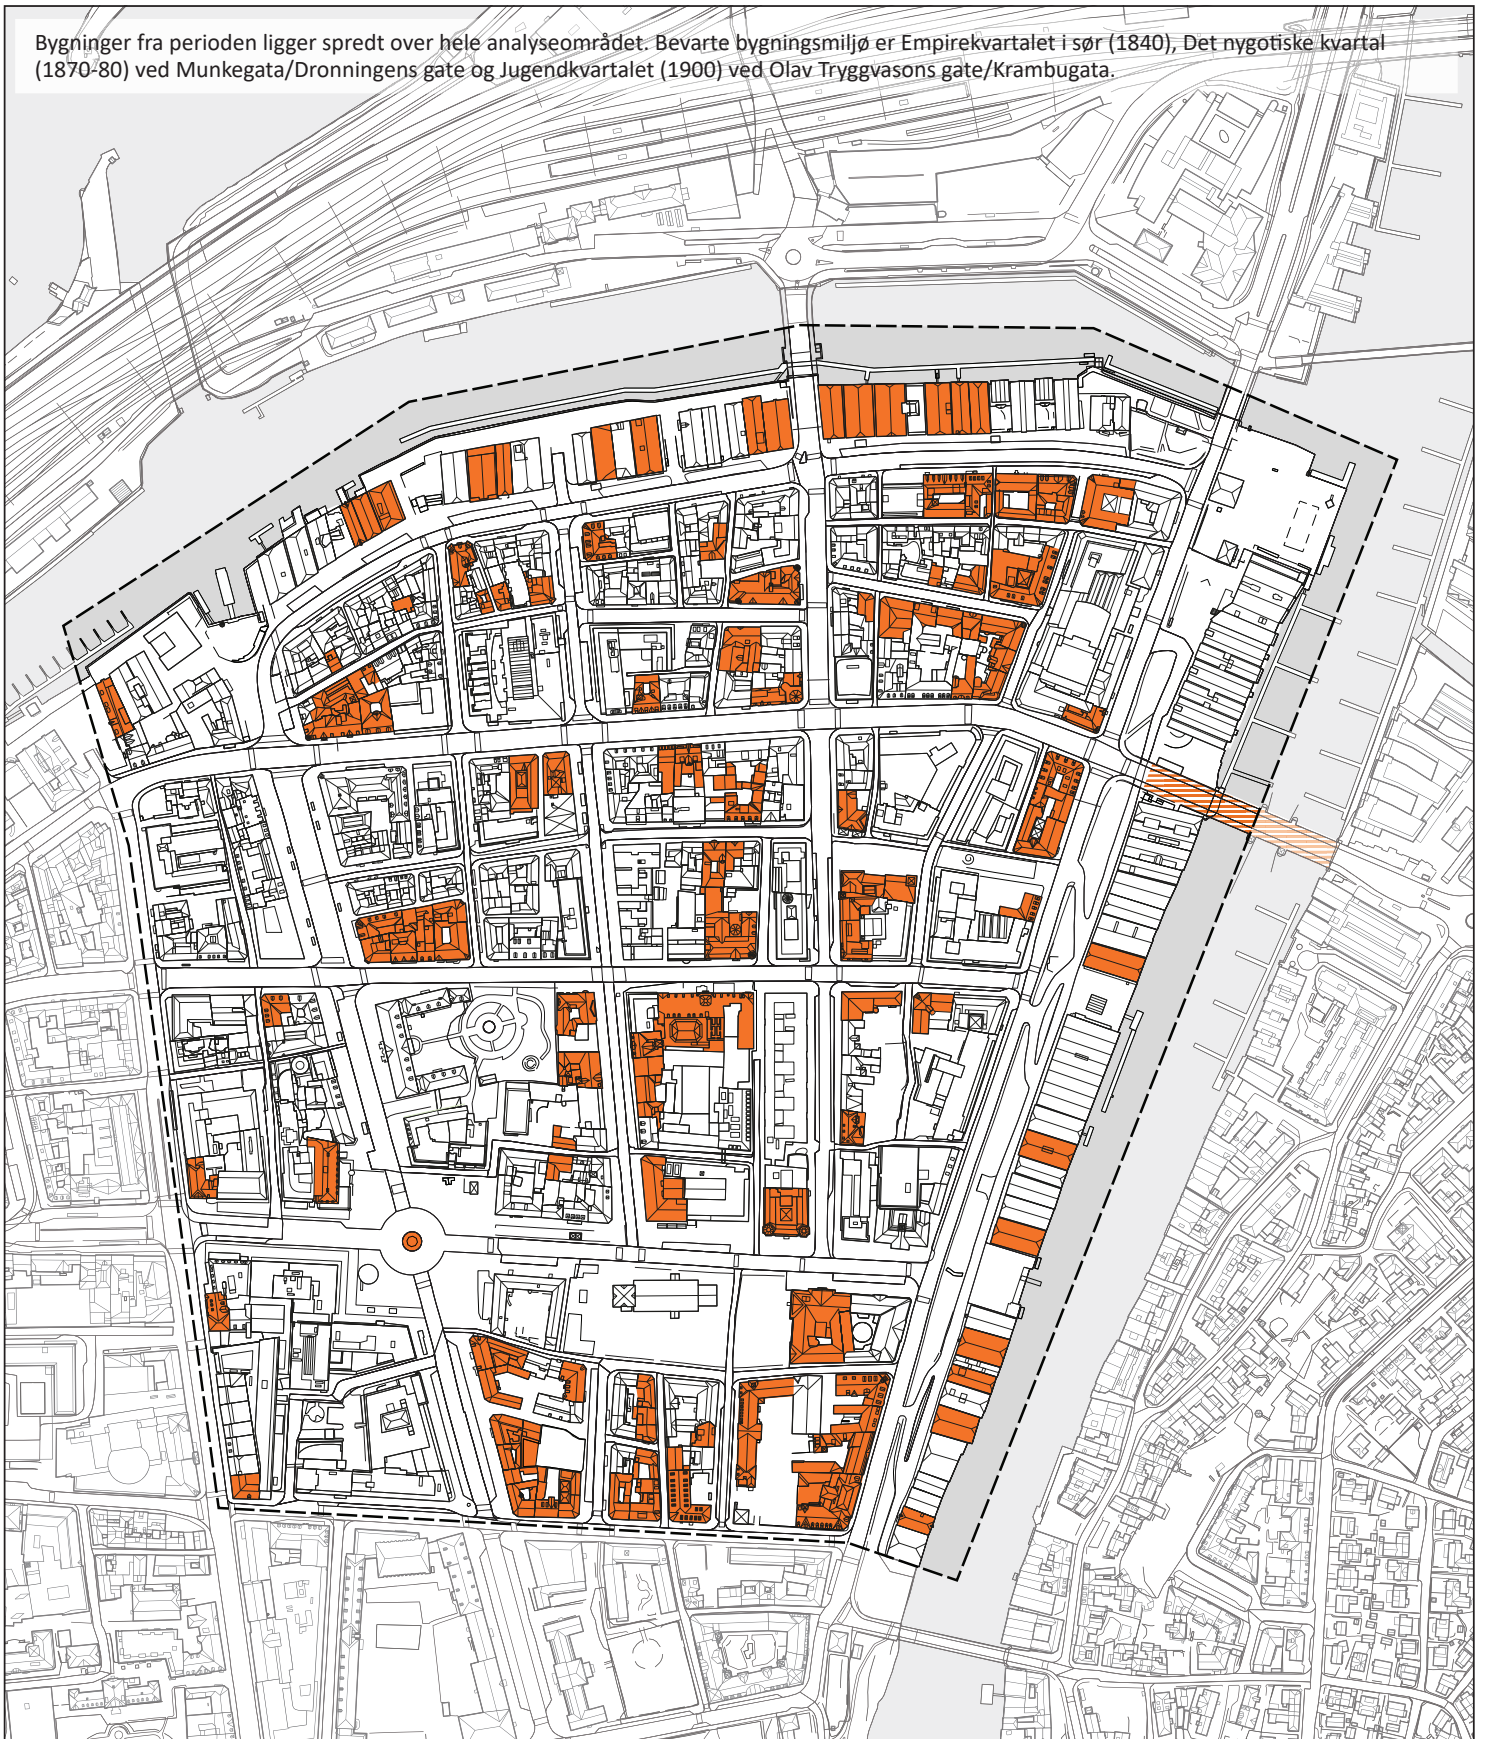 Bygninger fra perioden ligger spredt over hele analyseområdet. Bevarte bygningsmiljø er Empirekvartalet i sør (1840), Det nygotiske kvartal
(1870-80) ved Munkegata/Dronningens gate og Jugendkvartalet (1900) ved Olav Tryggvasons gate/Krambugata.